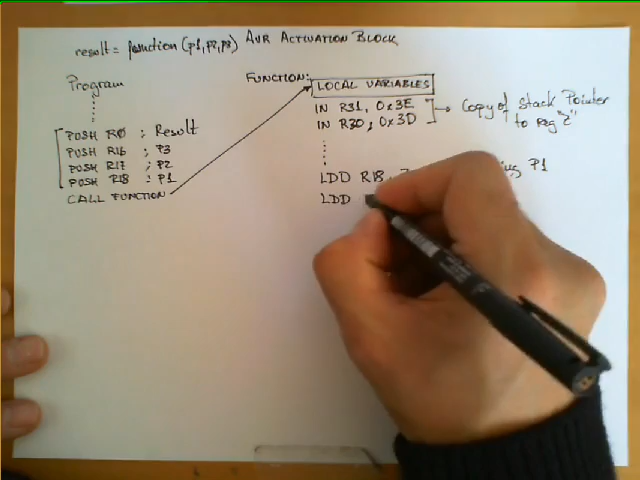 result = function (P1,P2,P3) AVR ACTIVATION BLOCK
Program
PUSH R0 ; Result
PUSH R16 ; P3
PUSH R17 ; P2
PUSH R18 ; P1
CALL FUNCTION
FUNCTION:
LOCAL VARIABLES
IN R31, 0x3E
IN R30, 0x3D
Copy of Stack Pointer
to Reg "Z"
LDD R18, P1
LDD